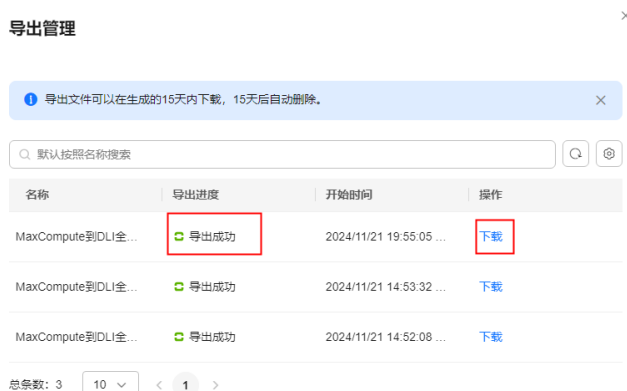 导出管理
导出文件可以在生成的15天内下载，15天后自动删除。
默认按照名称搜索
名称 导出进度 开始时间 操作
MaxCompute到DLI全... 导出成功 2024/11/21 19:55:05 ... 下载
MaxCompute到DLI全... 导出成功 2024/11/21 14:53:32 ... 下载
MaxCompute到DLI全... 导出成功 2024/11/21 14:52:08 ... 下载
总条数：3 10 1